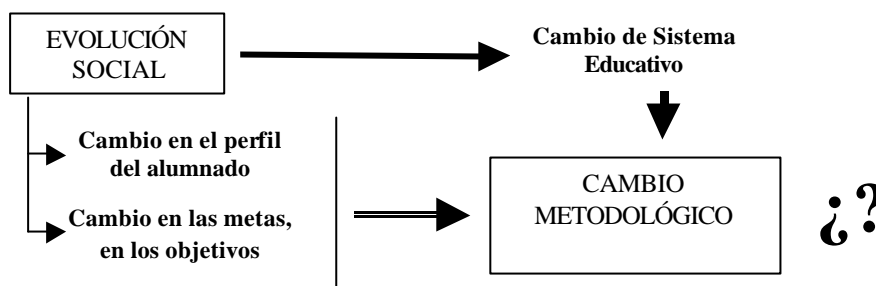 EVOLUCIÓN
SOCIAL
Cambio de Sistema
Educativo
Cambio en el perfil
del alumnado
Cambio en las metas,
en los objetivos
CAMBIO
METODOLÓGICO
¿?